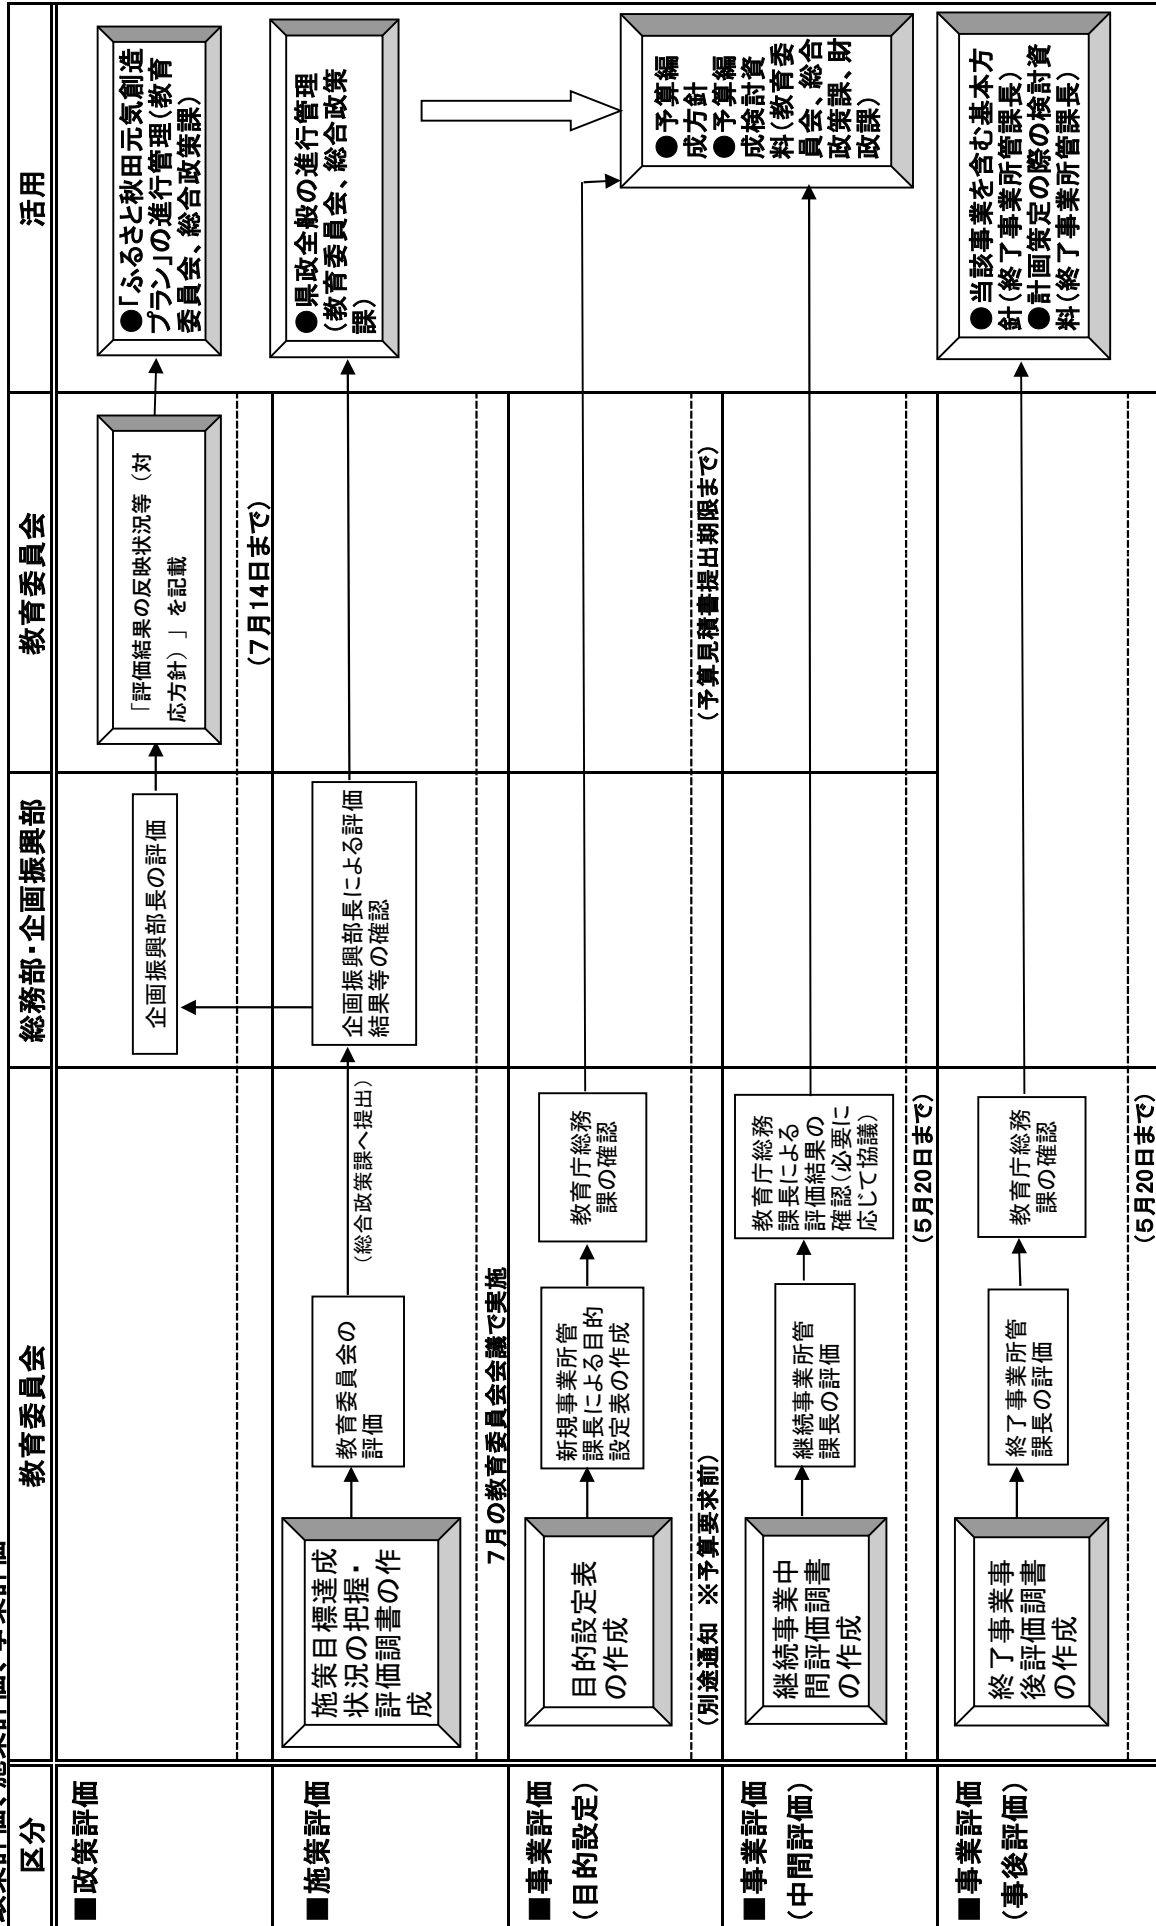 区分
教育委員会
総務部・企画振興部
教育委員会
活用
■政策評価
企画振興部長の評価
「評価結果の反映状況等（対
応方針）」を記載
●「ふるさと秋田元気創造
プラン」の進行管理(教育
委員会、総合政策課)
(7月14日まで)
■施策評価
施策目標達成
状況の把握・
評価調書の作
成
教育委員会の
評価
(総合政策課へ提出)
企画振興部長による評価
結果等の確認
●県政全般の進行管理
(教育委員会、総合政策
課)
7月の教育委員会会議で実施
■事業評価
(目的設定)
目的設定表
の作成
新規事業所管
課長による目的
設定表の作成
教育庁総務
課の確認
●予算編
成方針
●予算編
成検討資
料(教育委
員会、総合
政策課、財
政課)
(別途通知 ※予算要求前)
(予算見積書提出期限まで)
■事業評価
(中間評価)
継続事業中
間評価調書
の作成
継続事業所管
課長の評価
教育庁総務
課長による
評価結果の
確認(必要に
応じて協議)
(5月20日まで)
■事業評価
(事後評価)
終了事業事
後評価調書
の作成
終了事業所管
課長の評価
教育庁総務
課の確認
●当該事業を含む基本方
針(終了事業所管課長)
●計画策定の際の検討資
料(終了事業所管課長)
(5月20日まで)